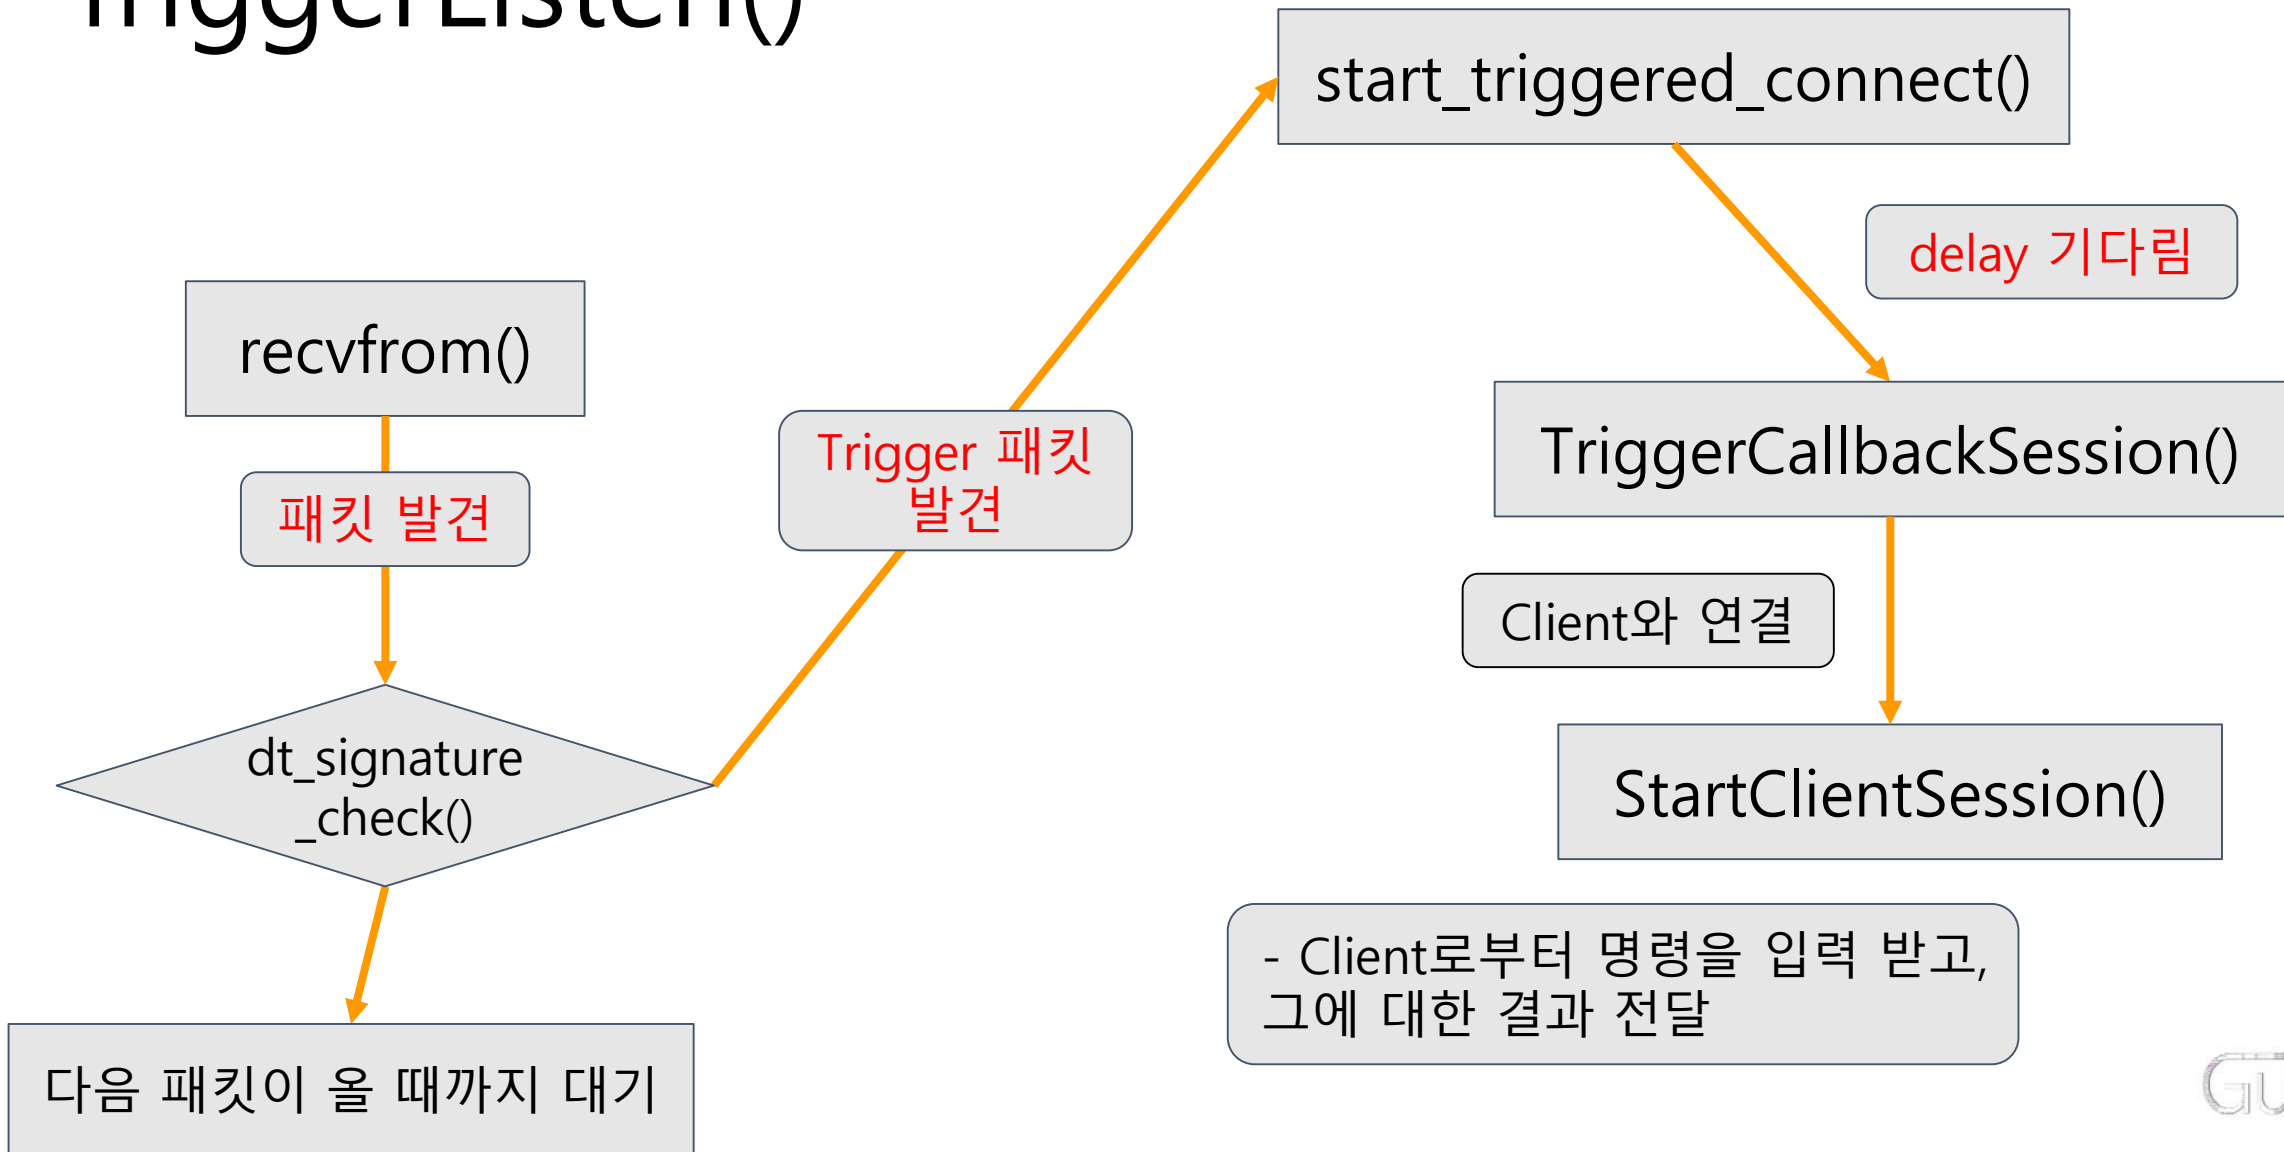 TriggerListen()
start_triggered_connect()
delay 기다림
recvfrom()
Trigger 패킷
발견
TriggerCallbackSession()
패킷 발견
Client와 연결
dt_signature
_check()
StartClientSession()
- Client로부터 명령을 입력 받고,
그에 대한 결과 전달
다음 패킷이 올 때까지 대기